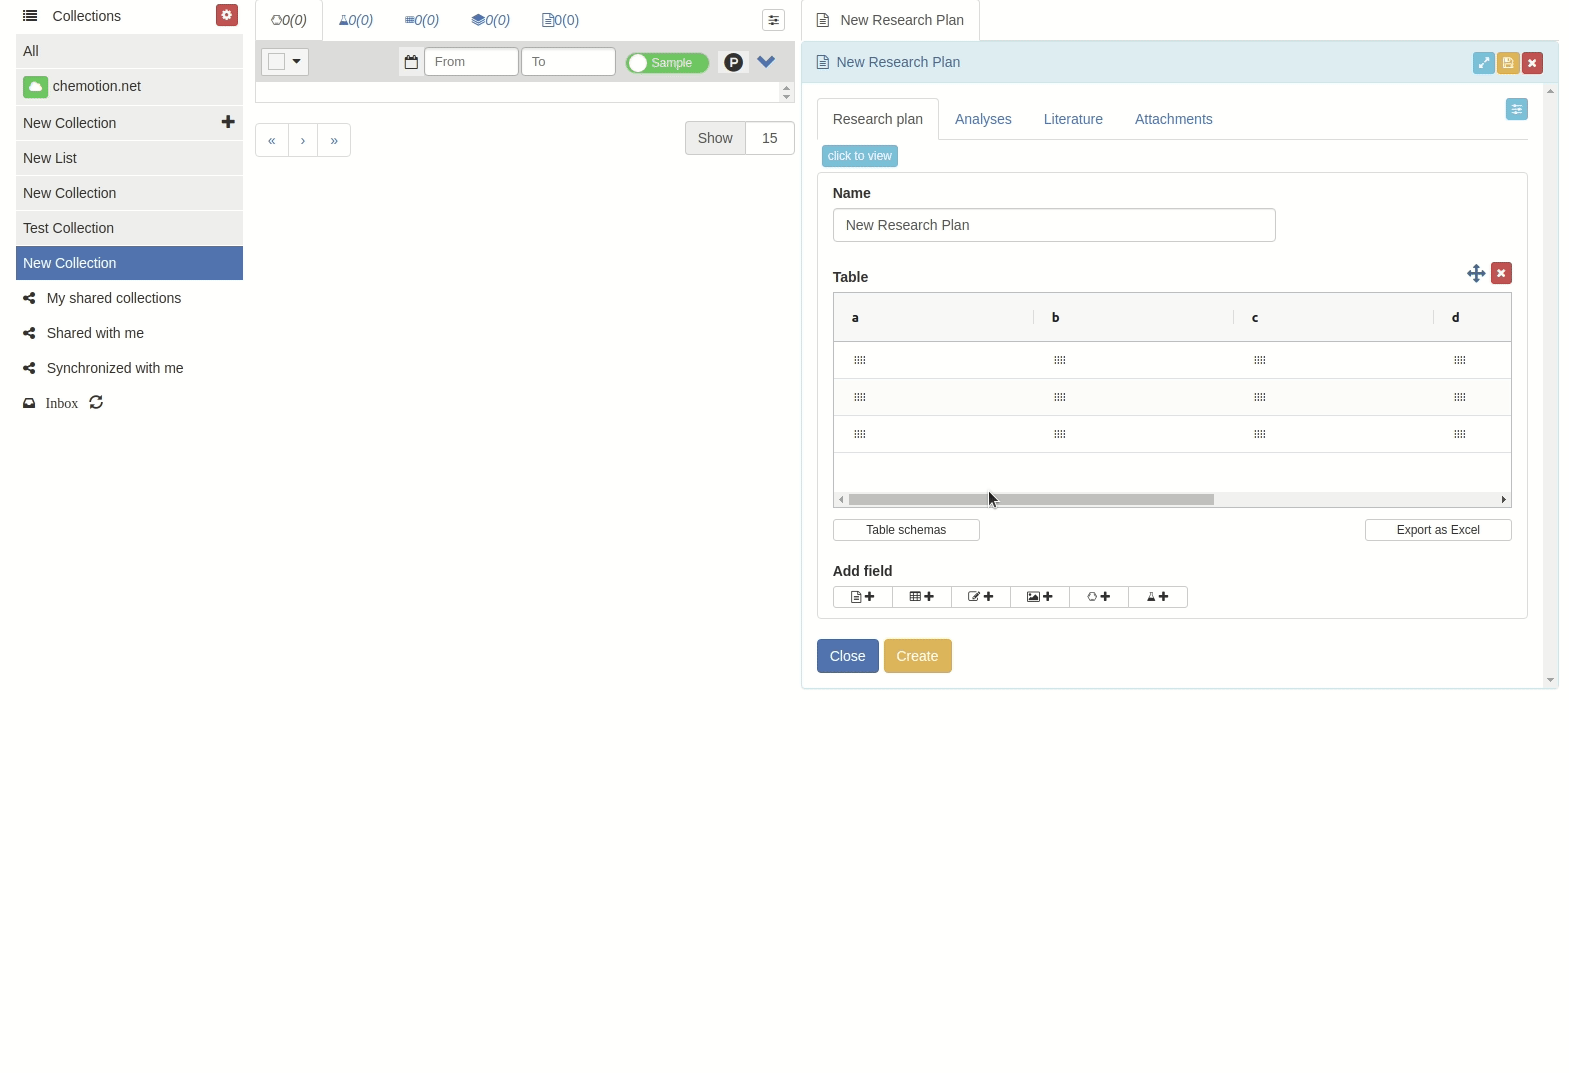 Collections
All
chemotion.net
New Collection
New List
New Collection
Test Collection
New Collection
My shared collections
Shared with me
Synchronized with me
Inbox
0(0) 0(0) 0(0) 0(0) 0(0)
From To Sample P
« › »
Show 15
New Research Plan
New Research Plan
Research plan Analyses Literature Attachments
click to view
Name
New Research Plan
Table
a b c d
Table schemas Export as Excel
Add field
Close Create